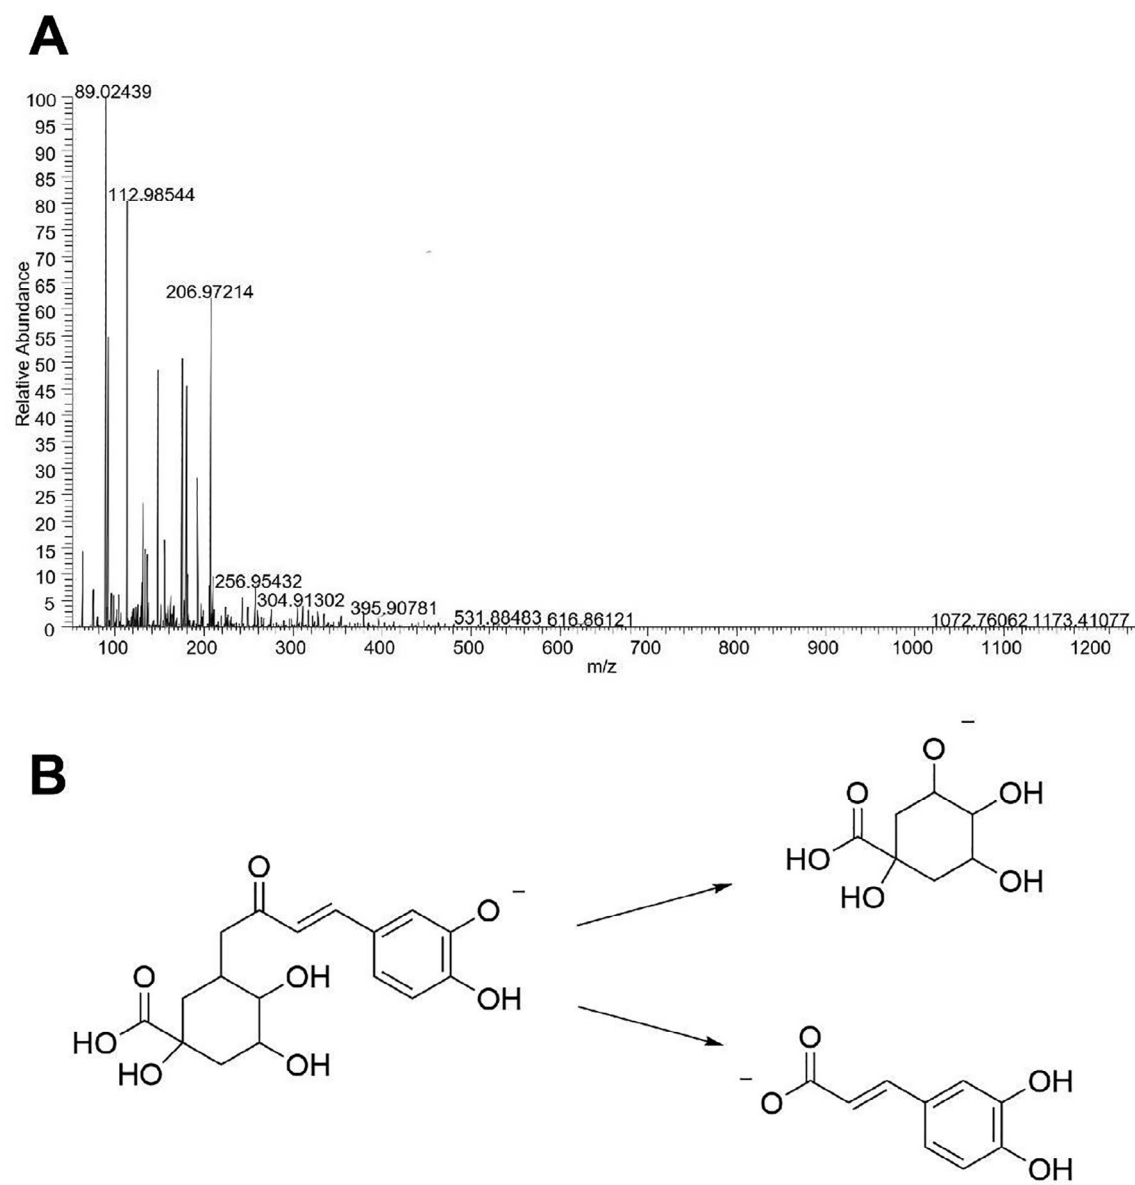 A
89.02439
112.98544
206.97214
256.95432
304.91302
395.90781
531.88483 616.86121
1072.76062 1173.41077
100
95
90
85
80
75
70
65
60
55
50
45
40
35
30
25
20
15
10
5
0
Relative Abundance
100 200 300 400 500 600 700 800 900 1000 1100 1200
m/z
B
O
O −
OH
O
OH
HO
HO
OH
O −
O
OH
HO
HO
OH
O
− O
OH
OH